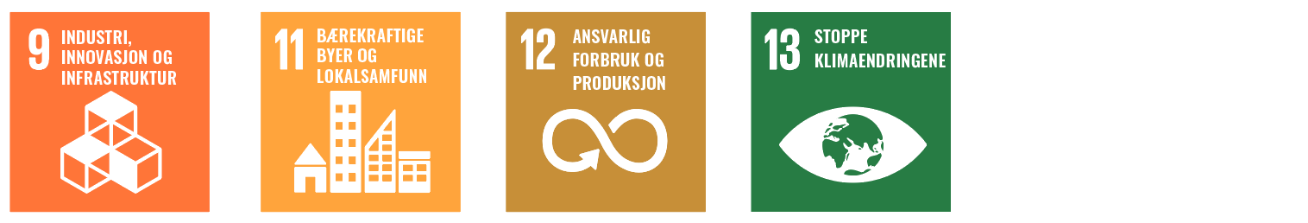 9
INDUSTRI,
INNOVASJON OG
INFRASTRUKTUR
11
BÆREKRAFTIGE
BYER OG
LOKALSAMFUNN
12
ANSVARLIG
FORBRUK OG
PRODUKSJON
13
STOPPE
KLIMAENDRINGENE